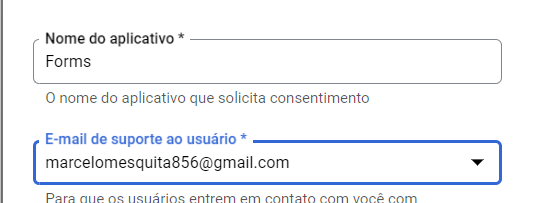 Nome do aplicativo *
Forms
O nome do aplicativo que solicita consentimento
E-mail de suporte ao usuário *
marcelomesquita856@gmail.com
Para que os usuários entrem em contato com você com